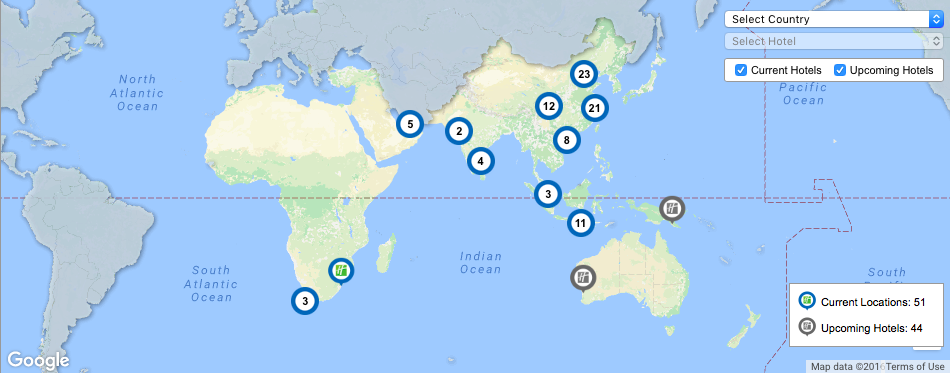 Select Country
Select Hotel
Current Hotels
Upcoming Hotels
North
Atlantic
Ocean
Pacific
Ocean
23
12
21
5
2
8
4
3
11
Indian
Ocean
South
Atlantic
Ocean
South
3
Current Locations: 51
Upcoming Hotels: 44
Google
Map data ©201
Terms of Use